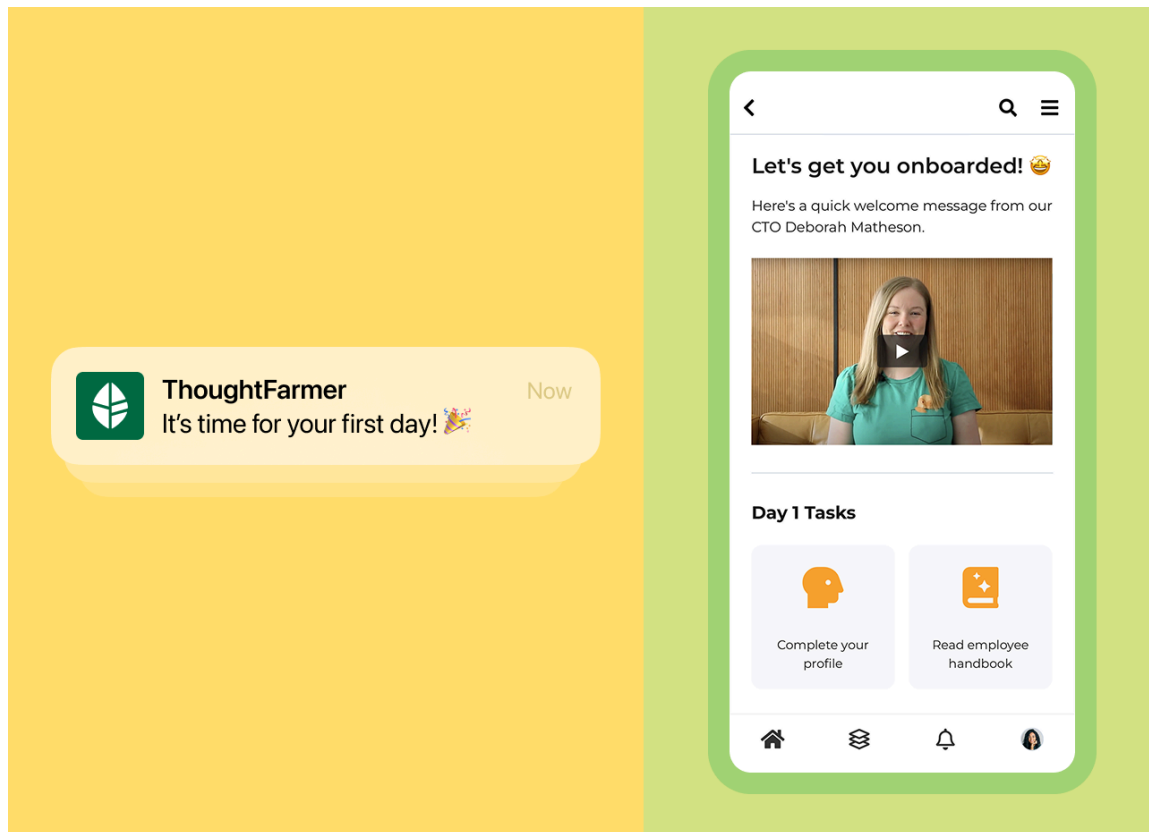 ThoughtFarmer
Now
It’s time for your first day! 🎉
Let's get you onboarded! 🤩
Here's a quick welcome message from our
CTO Deborah Matheson.
Day 1 Tasks
Complete your
profile
Read employee
handbook